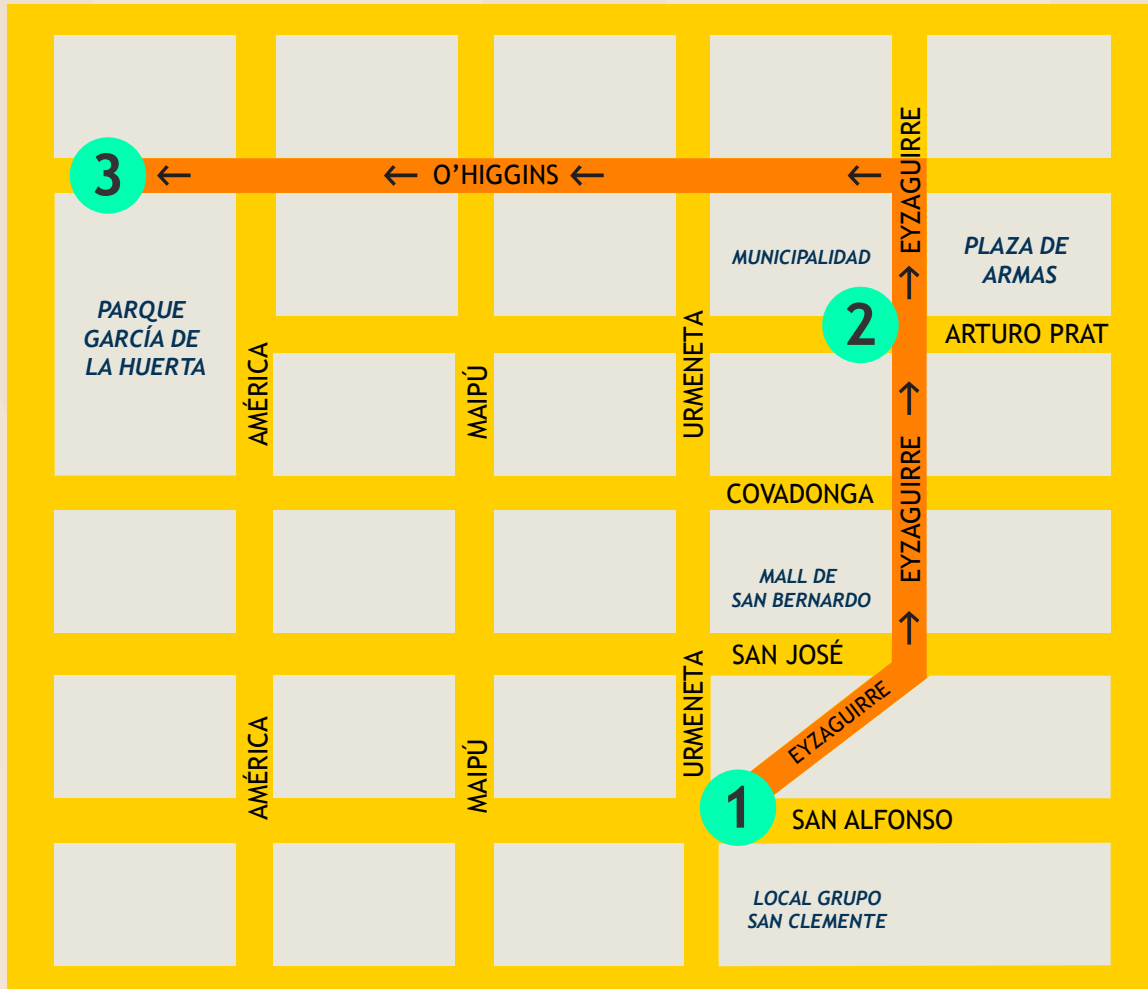 EYZAGUIRRE
3
← ← O'HIGGINS ← ←
MUNICIPALIDAD
PLAZA DE
ARMAS
PARQUE
GARCÍA DE
LA HUERTA
↑
2
ARTURO PRAT
AMÉRICA
MAIPÚ
URMENETA
↑
EYZAGUIRRE
COVADONGA
MALL DE
SAN BERNARDO
↑
SAN JOSÉ
URMENETA
EYZAGUIRRE
AMÉRICA
MAIPÚ
1
SAN ALFONSO
LOCAL GRUPO
SAN CLEMENTE